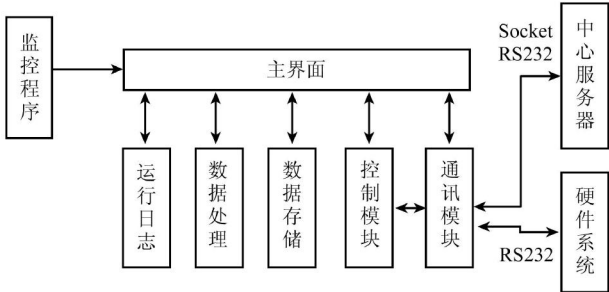 监控程序
主界面
运行日志
数据处理
数据存储
控制模块
通讯模块
Socket
RS232
中心服务器
RS232
硬件系统